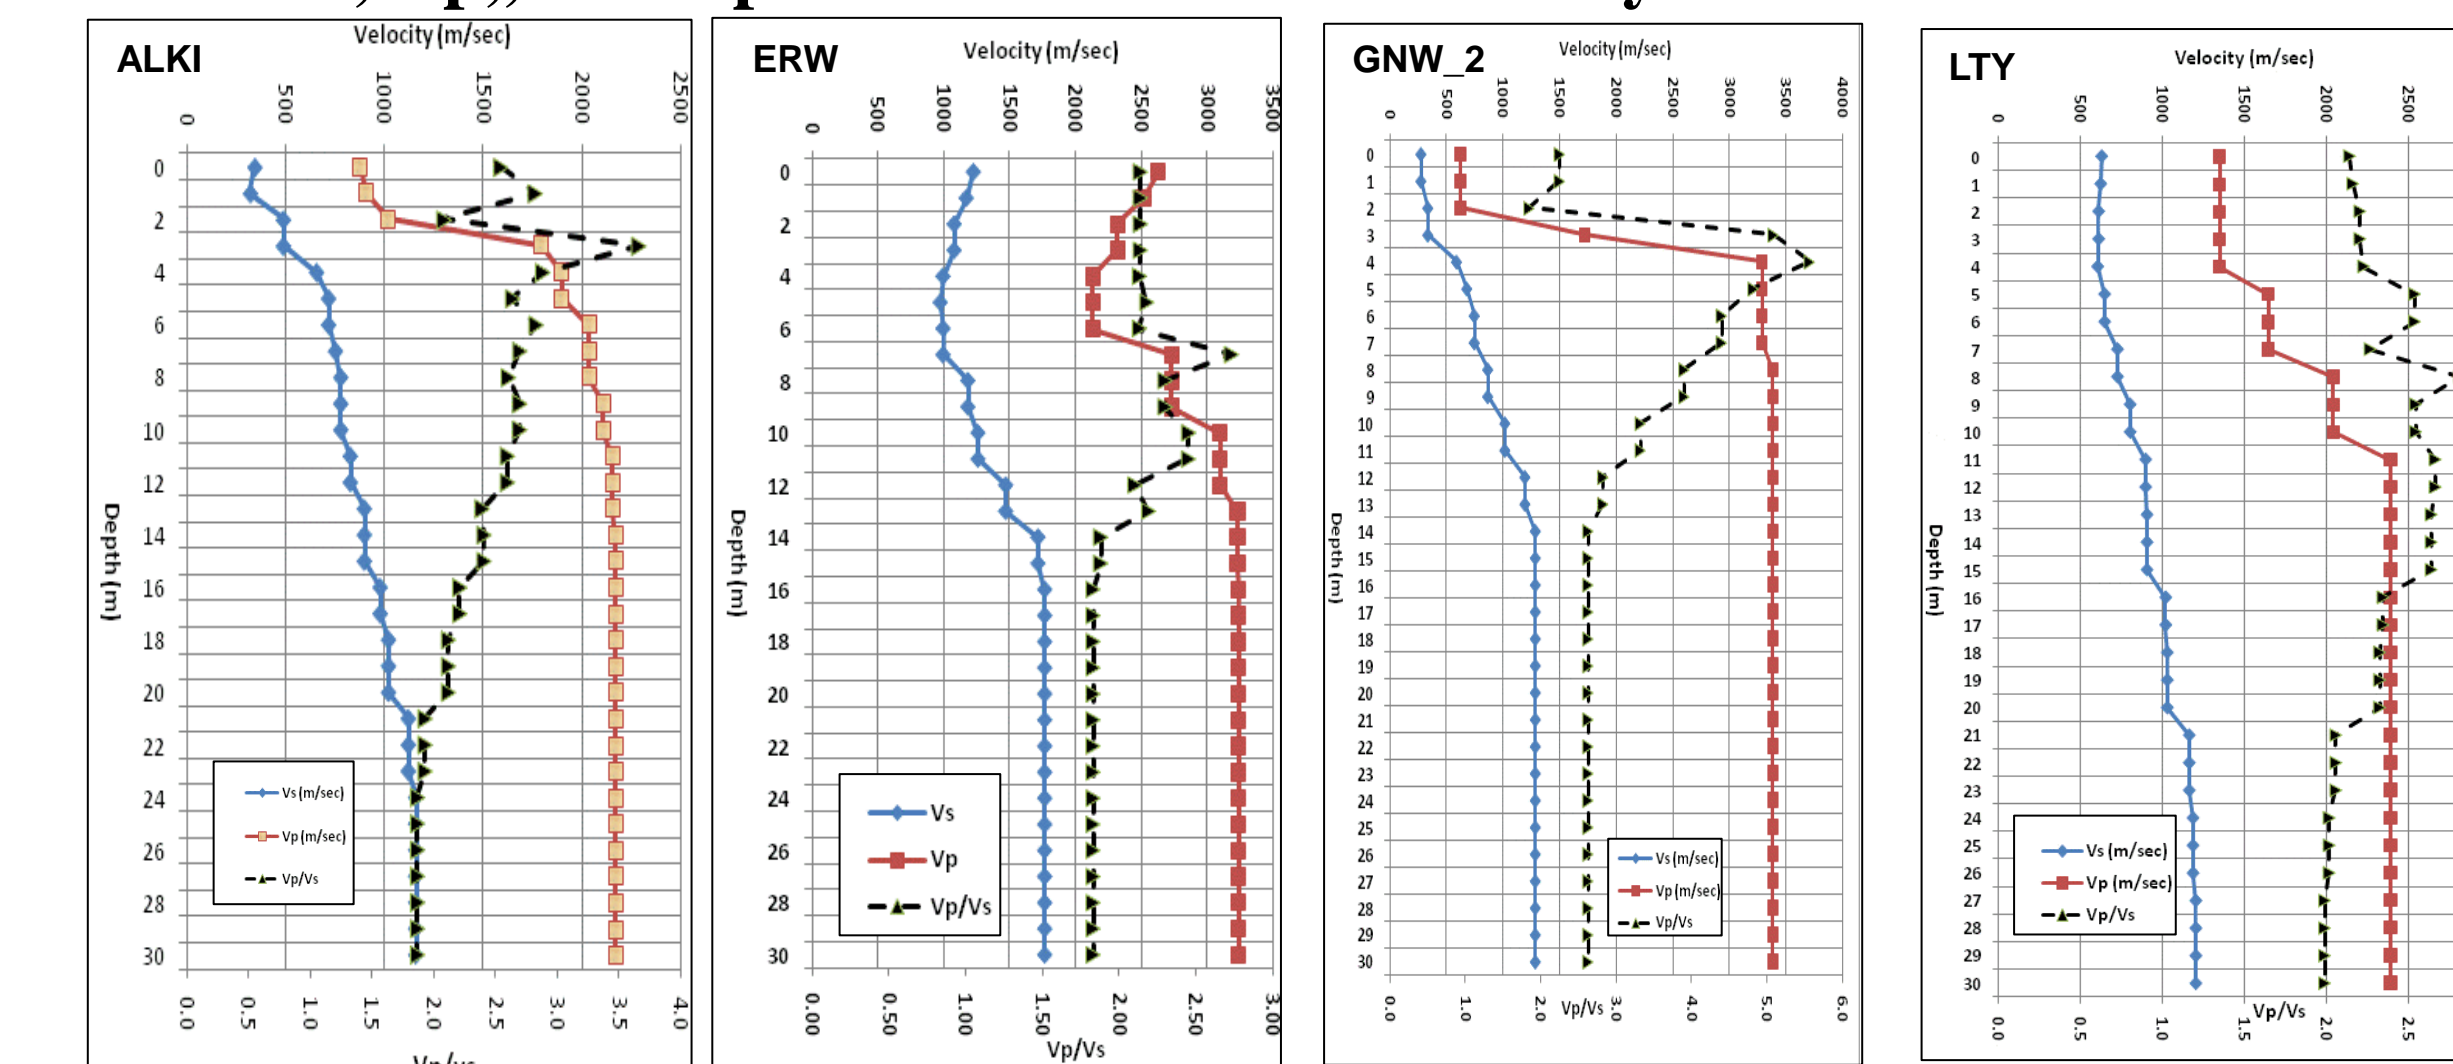 ALKI
Velocity (m/sec)
0 500 1000 1500 2000 2500
0
2
4
6
8
10
12
14
16
18
20
22
24
26
28
30
Depth (m)
Vs (m/sec)
Vp (m/sec)
Vp/Vs
0.0 0.5 1.0 1.5 2.0 2.5 3.0 3.5 4.0
Vp/vs
ERW
Velocity (m/sec)
0 500 1000 1500 2000 2500 3000 3500
0
2
4
6
8
10
12
14
16
18
20
22
24
26
28
30
Depth (m)
Vs
Vp
Vp/Vs
0.00 0.50 1.00 1.50 2.00 2.50 3.00
Vp/Vs
GNW_2
Velocity (m/sec)
0 500 1000 1500 2000 2500 3000 3500 4000
0
1
2
3
4
5
6
7
8
9
10
11
12
13
14
15
16
17
18
19
20
21
22
23
24
25
26
27
28
29
30
Depth (m)
Vs (m/sec)
Vp (m/sec)
Vp/Vs
0.0 1.0 2.0 3.0 4.0 5.0 6.0
Vp/Vs
LTY
Velocity (m/sec)
0 500 1000 1500 2000 2500
0
1
2
3
4
5
6
7
8
9
10
11
12
13
14
15
16
17
18
19
20
21
22
23
24
25
26
27
28
29
30
Depth (m)
Vs (m/sec)
Vp (m/sec)
Vp/Vs
0.0 0.5 1.0 1.5 2.0 2.5
Vp/Vs